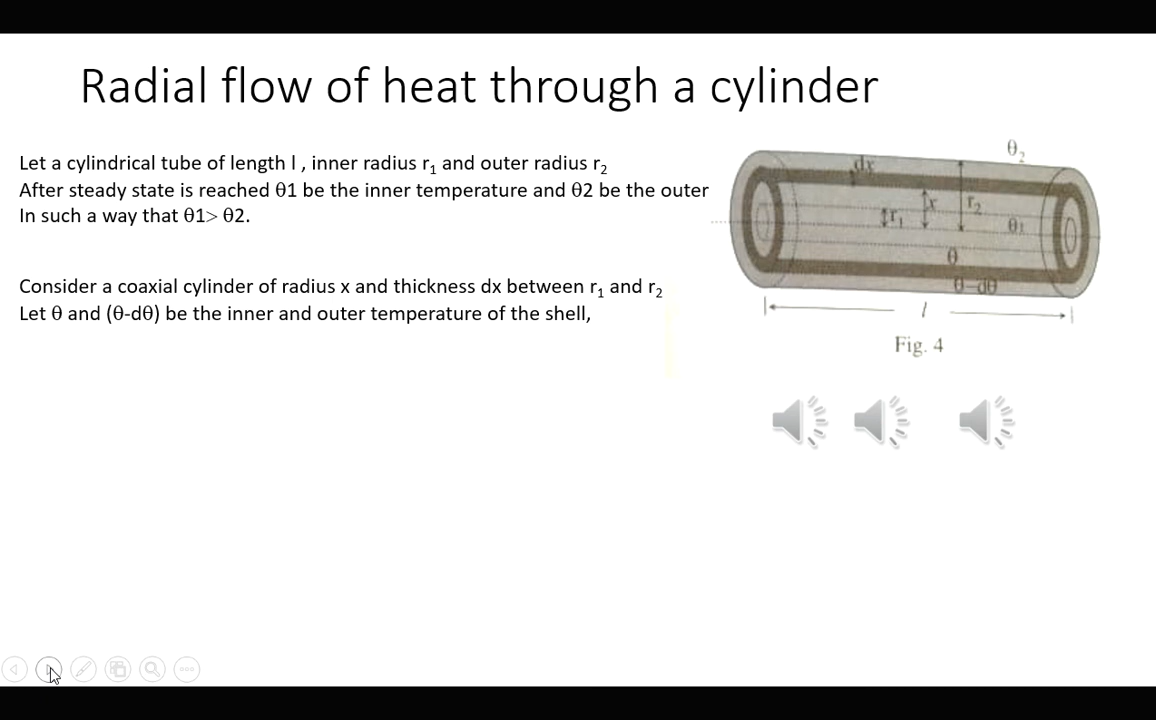 Radial flow of heat through a cylinder
Let a cylindrical tube of length l , inner radius r₁ and outer radius r₂
After steady state is reached θ1 be the inner temperature and θ2 be the outer
In such a way that θ1> θ2.
Consider a coaxial cylinder of radius x and thickness dx between r₁ and r₂
Let θ and (θ-dθ) be the inner and outer temperature of the shell,
θ₂
dx
x
r₂
r₁
θ₁
θ
θ-dθ
l
Fig. 4